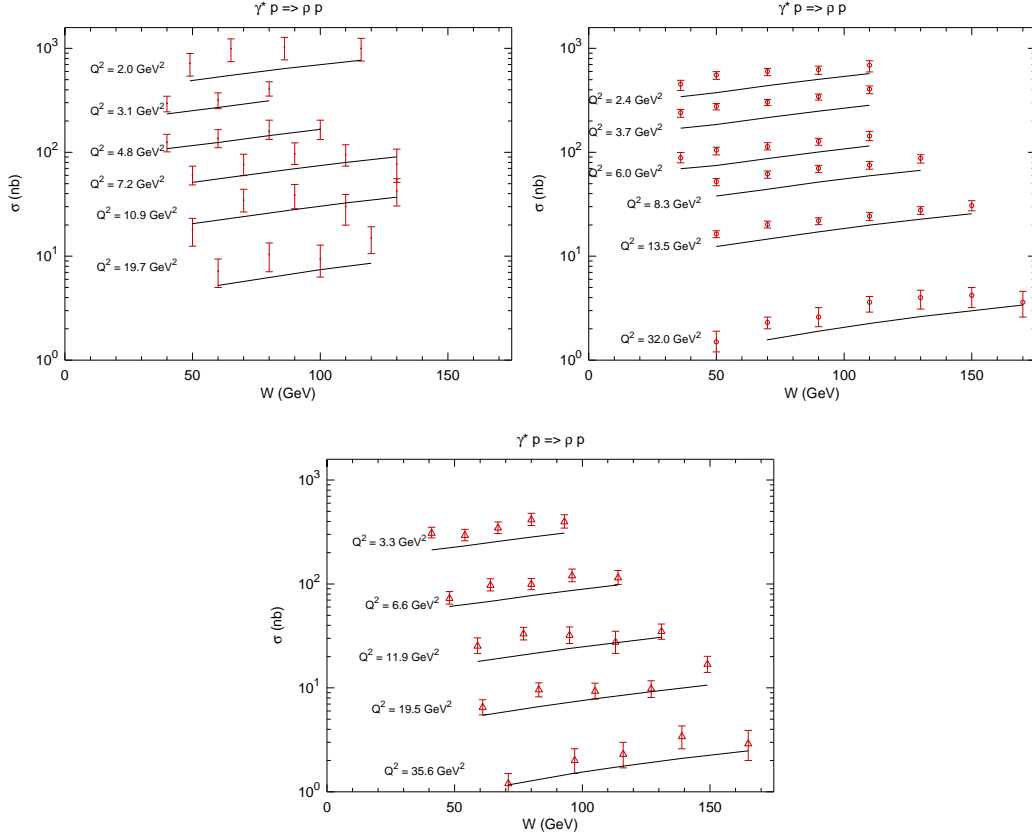 γ* p => ρ p
10³
10²
10¹
10⁰
σ (nb)
Q² = 2.0 GeV²
Q² = 3.1 GeV²
Q² = 4.8 GeV²
Q² = 7.2 GeV²
Q² = 10.9 GeV²
Q² = 19.7 GeV²
0 50 100 150
W (GeV)
γ* p => ρ p
10³
10²
10¹
10⁰
σ (nb)
Q² = 2.4 GeV²
Q² = 3.7 GeV²
Q² = 6.0 GeV²
Q² = 8.3 GeV²
Q² = 13.5 GeV²
Q² = 32.0 GeV²
0 50 100 150
W (GeV)
γ* p => ρ p
10³
10²
10¹
10⁰
σ (nb)
Q² = 3.3 GeV²
Q² = 6.6 GeV²
Q² = 11.9 GeV²
Q² = 19.5 GeV²
Q² = 35.6 GeV²
0 50 100 150
W (GeV)